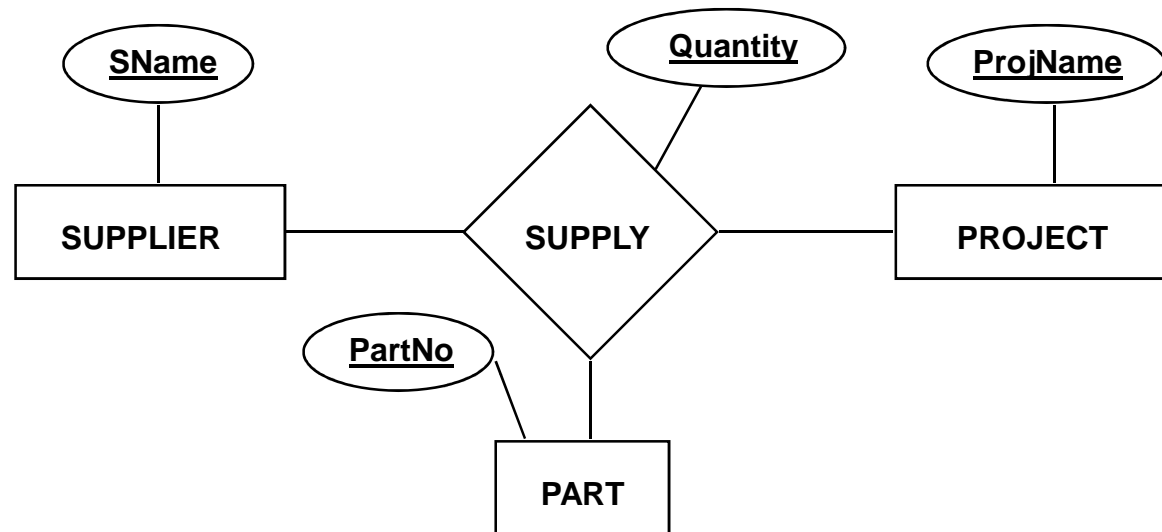 Quantity
SName
ProjName
SUPPLIER
SUPPLY
PROJECT
PartNo
PART